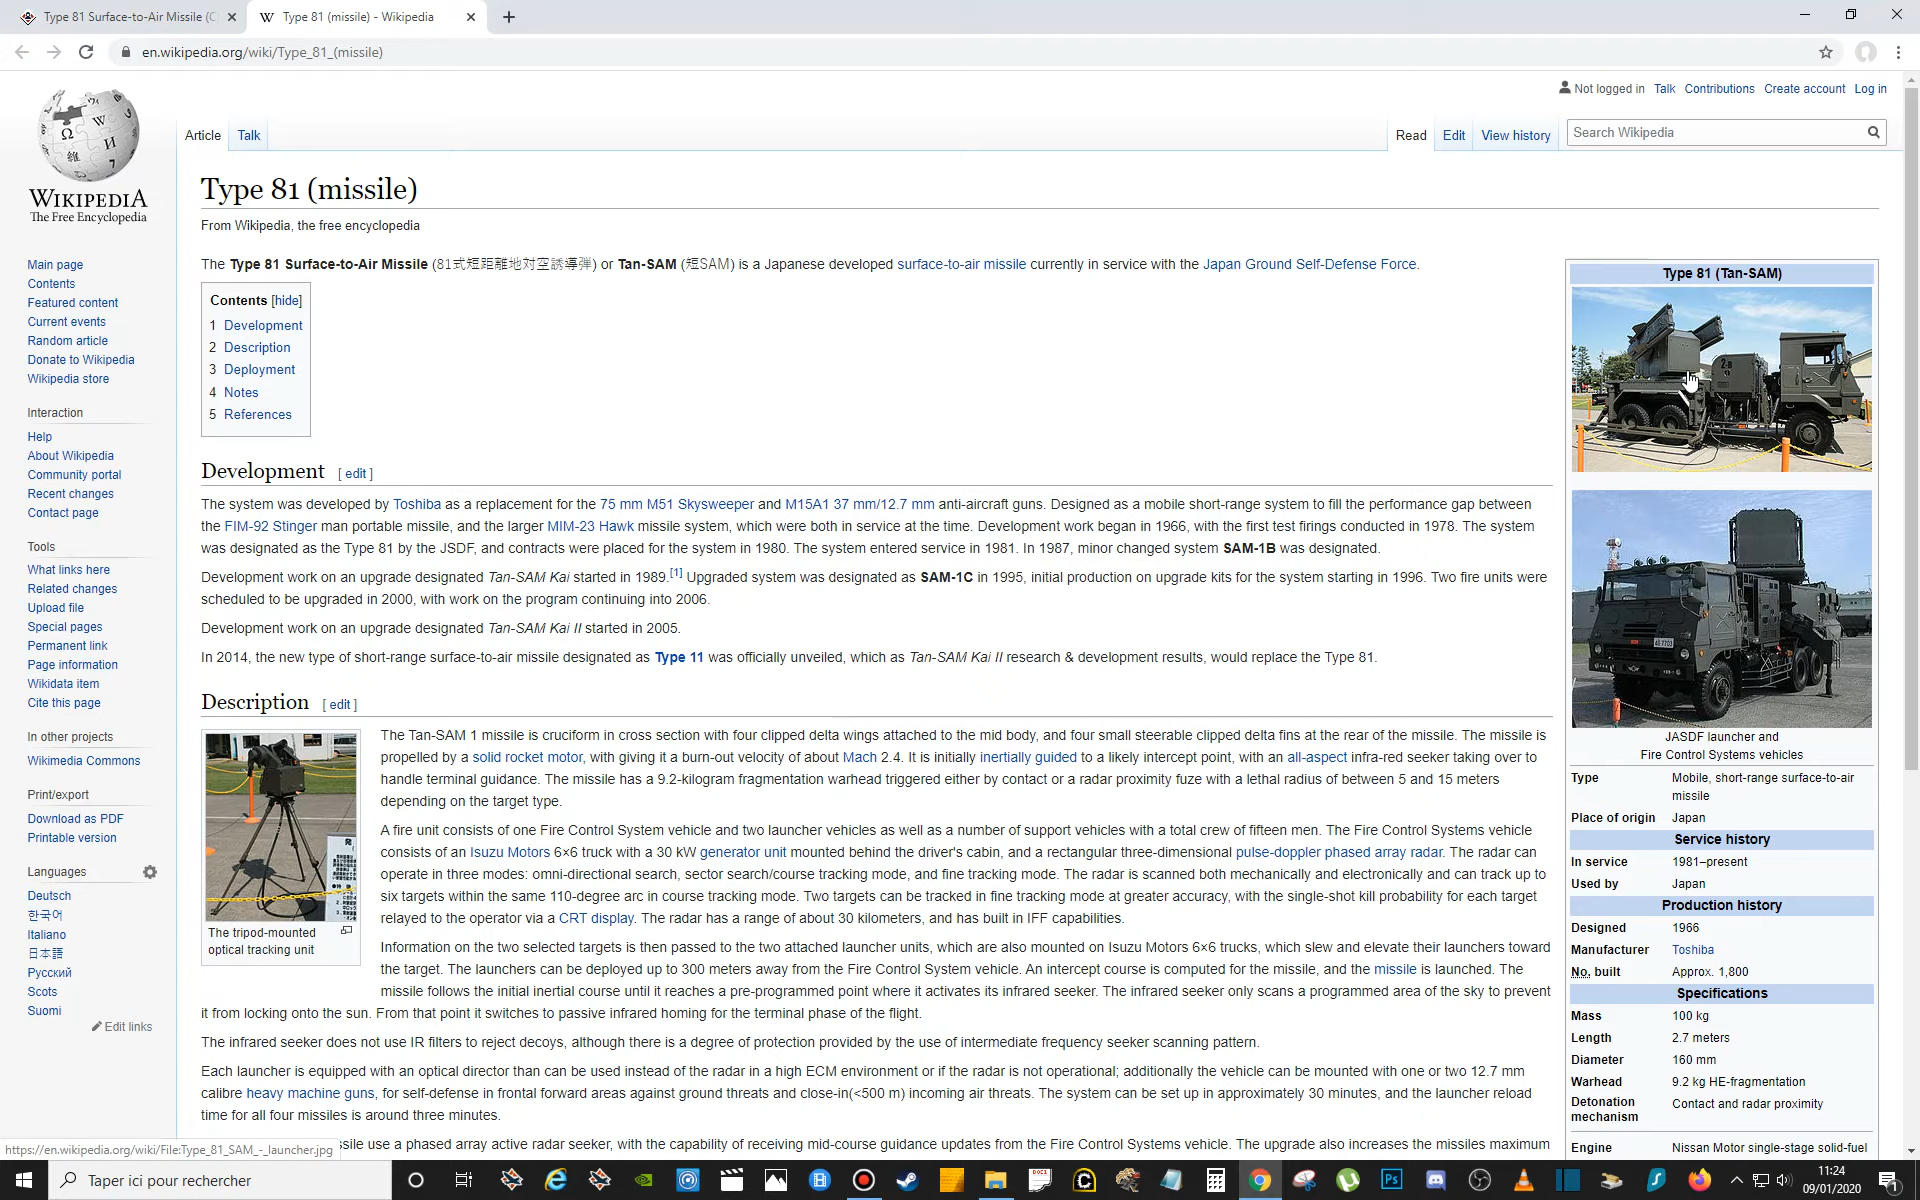 Type 81 Surface-to-Air Missile (C
Type 81 (missile) - Wikipedia
en.wikipedia.org/wiki/Type_81_(missile)
Not logged in Talk Contributions Create account Log in
Article Talk Read Edit View history Search Wikipedia
WIKIPEDIA
The Free Encyclopedia
Main page
Contents
Featured content
Current events
Random article
Donate to Wikipedia
Wikipedia store
Interaction
Help
About Wikipedia
Community portal
Recent changes
Contact page
Tools
What links here
Related changes
Upload file
Special pages
Permanent link
Page information
Wikidata item
Cite this page
In other projects
Wikimedia Commons
Print/export
Download as PDF
Printable version
Languages
Deutsch
한국어
Italiano
日本語
Русский
Scots
Suomi
Edit links
Type 81 (missile)
From Wikipedia, the free encyclopedia
The Type 81 Surface-to-Air Missile (81式短距離地対空誘導弾) or Tan-SAM (短SAM) is a Japanese developed surface-to-air missile currently in service with the Japan Ground Self-Defense Force.
Contents [hide]
1 Development
2 Description
3 Deployment
4 Notes
5 References
Development [ edit ]
The system was developed by Toshiba as a replacement for the 75 mm M51 Skysweeper and M15A1 37 mm/12.7 mm anti-aircraft guns. Designed as a mobile short-range system to fill the performance gap between
the FIM-92 Stinger man portable missile, and the larger MIM-23 Hawk missile system, which were both in service at the time. Development work began in 1966, with the first test firings conducted in 1978. The system
was designated as the Type 81 by the JSDF, and contracts were placed for the system in 1980. The system entered service in 1981. In 1987, minor changed system SAM-1B was designated.
Development work on an upgrade designated Tan-SAM Kai started in 1989.[1] Upgraded system was designated as SAM-1C in 1995, initial production on upgrade kits for the system starting in 1996. Two fire units were
scheduled to be upgraded in 2000, with work on the program continuing into 2006.
Development work on an upgrade designated Tan-SAM Kai II started in 2005.
In 2014, the new type of short-range surface-to-air missile designated as Type 11 was officially unveiled, which as Tan-SAM Kai II research & development results, would replace the Type 81.
Description [ edit ]
The tripod-mounted
optical tracking unit
The Tan-SAM 1 missile is cruciform in cross section with four clipped delta wings attached to the mid body, and four small steerable clipped delta fins at the rear of the missile. The missile is
propelled by a solid rocket motor, with giving it a burn-out velocity of about Mach 2.4. It is initially inertially guided to a likely intercept point, with an all-aspect infra-red seeker taking over to
handle terminal guidance. The missile has a 9.2-kilogram fragmentation warhead triggered either by contact or a radar proximity fuze with a lethal radius of between 5 and 15 meters
depending on the target type.
A fire unit consists of one Fire Control System vehicle and two launcher vehicles as well as a number of support vehicles with a total crew of fifteen men. The Fire Control Systems vehicle
consists of an Isuzu Motors 6×6 truck with a 30 kW generator unit mounted behind the driver's cabin, and a rectangular three-dimensional pulse-doppler phased array radar. The radar can
operate in three modes: omni-directional search, sector search/course tracking mode, and fine tracking mode. The radar is scanned both mechanically and electronically and can track up to
six targets within the same 110-degree arc in course tracking mode. Two targets can be tracked in fine tracking mode at greater accuracy, with the single-shot kill probability for each target
relayed to the operator via a CRT display. The radar has a range of about 30 kilometers, and has built in IFF capabilities.
Information on the two selected targets is then passed to the two attached launcher units, which are also mounted on Isuzu Motors 6×6 trucks, which slew and elevate their launchers toward
the target. The launchers can be deployed up to 300 meters away from the Fire Control System vehicle. An intercept course is computed for the missile, and the missile is launched. The
missile follows the initial inertial course until it reaches a pre-programmed point where it activates its infrared seeker. The infrared seeker only scans a programmed area of the sky to prevent
it from locking onto the sun. From that point it switches to passive infrared homing for the terminal phase of the flight.
The infrared seeker does not use IR filters to reject decoys, although there is a degree of protection provided by the use of intermediate frequency seeker scanning pattern.
Each launcher is equipped with an optical director than can be used instead of the radar in a high ECM environment or if the radar is not operational; additionally the vehicle can be mounted with one or two 12.7 mm
calibre heavy machine guns, for self-defense in frontal forward areas against ground threats and close-in(<500 m) incoming air threats. The system can be set up in approximately 30 minutes, and the launcher reload
time for all four missiles is around three minutes.
ssile use a phased array active radar seeker, with the capability of receiving mid-course guidance updates from the Fire Control Systems vehicle. The upgrade also increases the missiles maximum
Type 81 (Tan-SAM)
2-B
JASDF launcher and
Fire Control Systems vehicles
Type Mobile, short-range surface-to-air
missile
Place of origin Japan
Service history
In service 1981–present
Used by Japan
Production history
Designed 1966
Manufacturer Toshiba
No. built Approx. 1,800
Specifications
Mass 100 kg
Length 2.7 meters
Diameter 160 mm
Warhead 9.2 kg HE-fragmentation
Detonation
mechanism Contact and radar proximity
Engine Nissan Motor single-stage solid-fuel
https://en.wikipedia.org/wiki/File:Type_81_SAM_-_launcher.jpg
Taper ici pour rechercher
11:24
09/01/2020